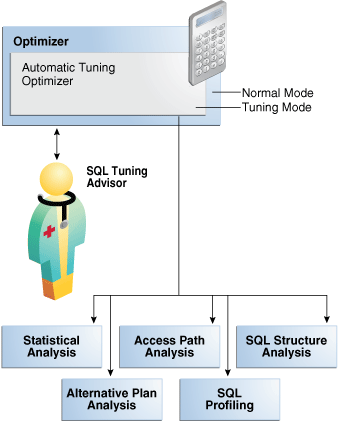 Optimizer
Automatic Tuning
Optimizer
Normal Mode
Tuning Mode
SQL Tuning
Advisor
Statistical
Analysis
Access Path
Analysis
SQL Structure
Analysis
Alternative Plan
Analysis
SQL
Profiling